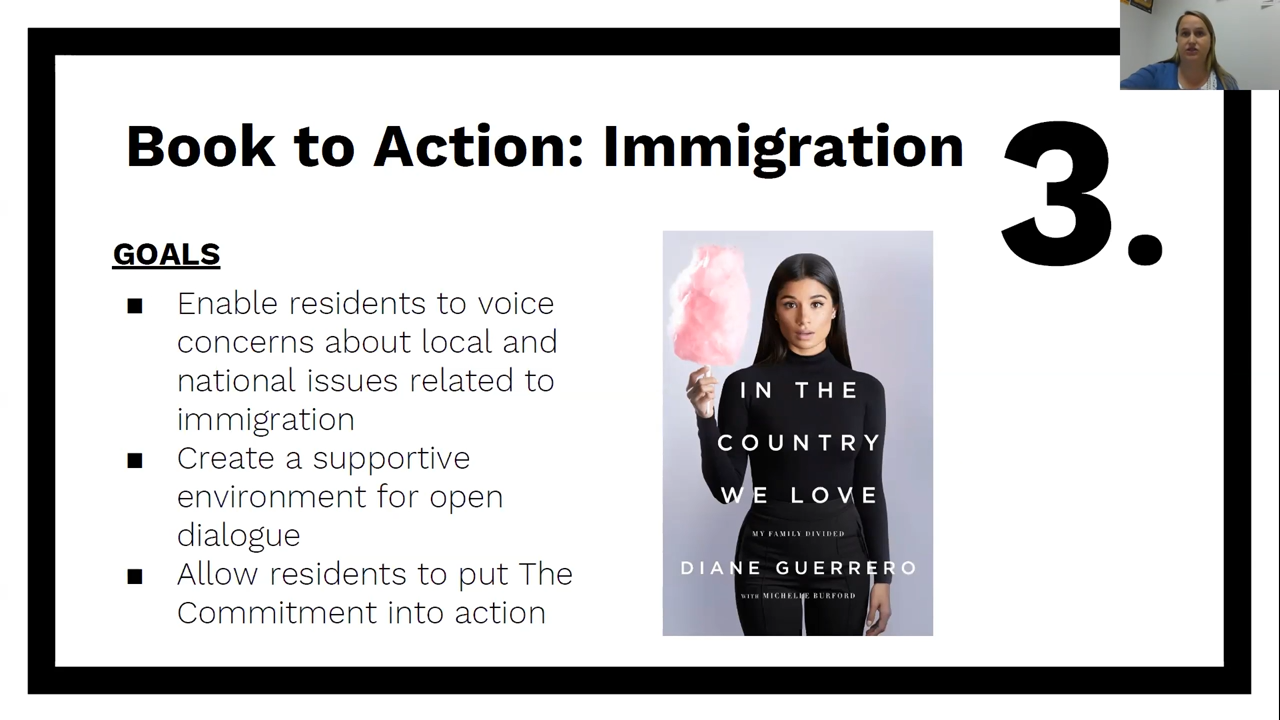 Book to Action: Immigration
3.
GOALS
■ Enable residents to voice
concerns about local and
national issues related to
immigration
■ Create a supportive
environment for open
dialogue
■ Allow residents to put The
Commitment into action
IN THE
COUNTRY
WE LOVE
MY FAMILY DIVIDED
DIANE GUERRERO
WITH MICHELLE BURFORD